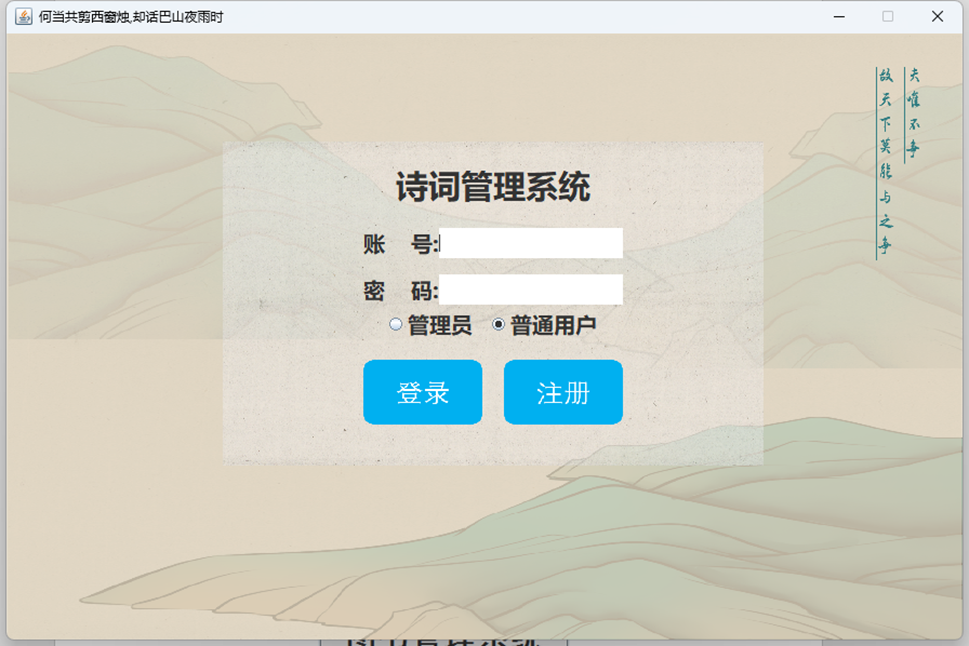 何当共剪西窗烛,却话巴山夜雨时
夫唯不争
故天下莫能与之争
诗词管理系统
账 号:
密 码:
管理员 普通用户
登录 注册